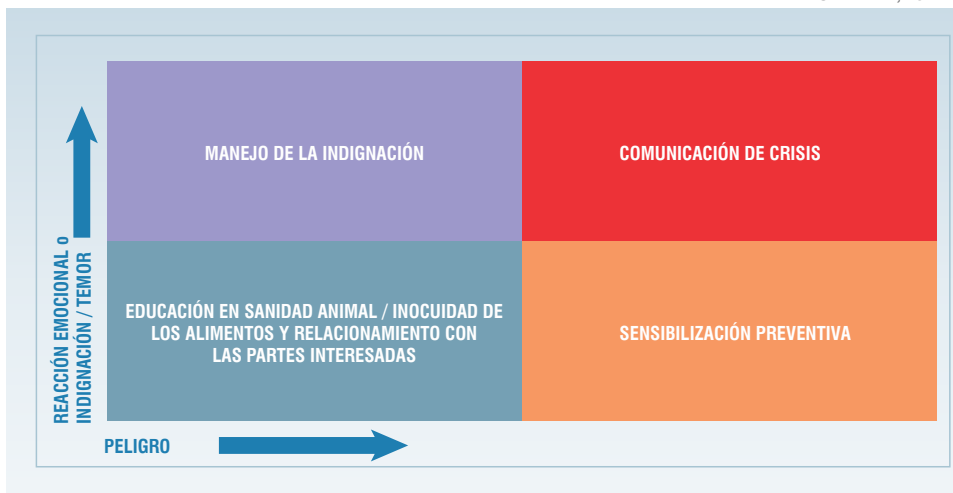 MANEJO DE LA INDIGNACIÓN
COMUNICACIÓN DE CRISIS
REACCIÓN EMOCIONAL o
INDIGNACIÓN / TEMOR
EDUCACIÓN EN SANIDAD ANIMAL / INOCUIDAD DE
LOS ALIMENTOS Y RELACIONAMIENTO CON
LAS PARTES INTERESADAS
SENSIBILIZACIÓN PREVENTIVA
PELIGRO